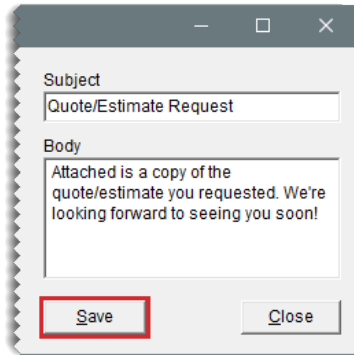 Subject
Quote/Estimate Request
Body
Attached is a copy of the
quote/estimate you requested. We're
looking forward to seeing you soon!
Save
Close